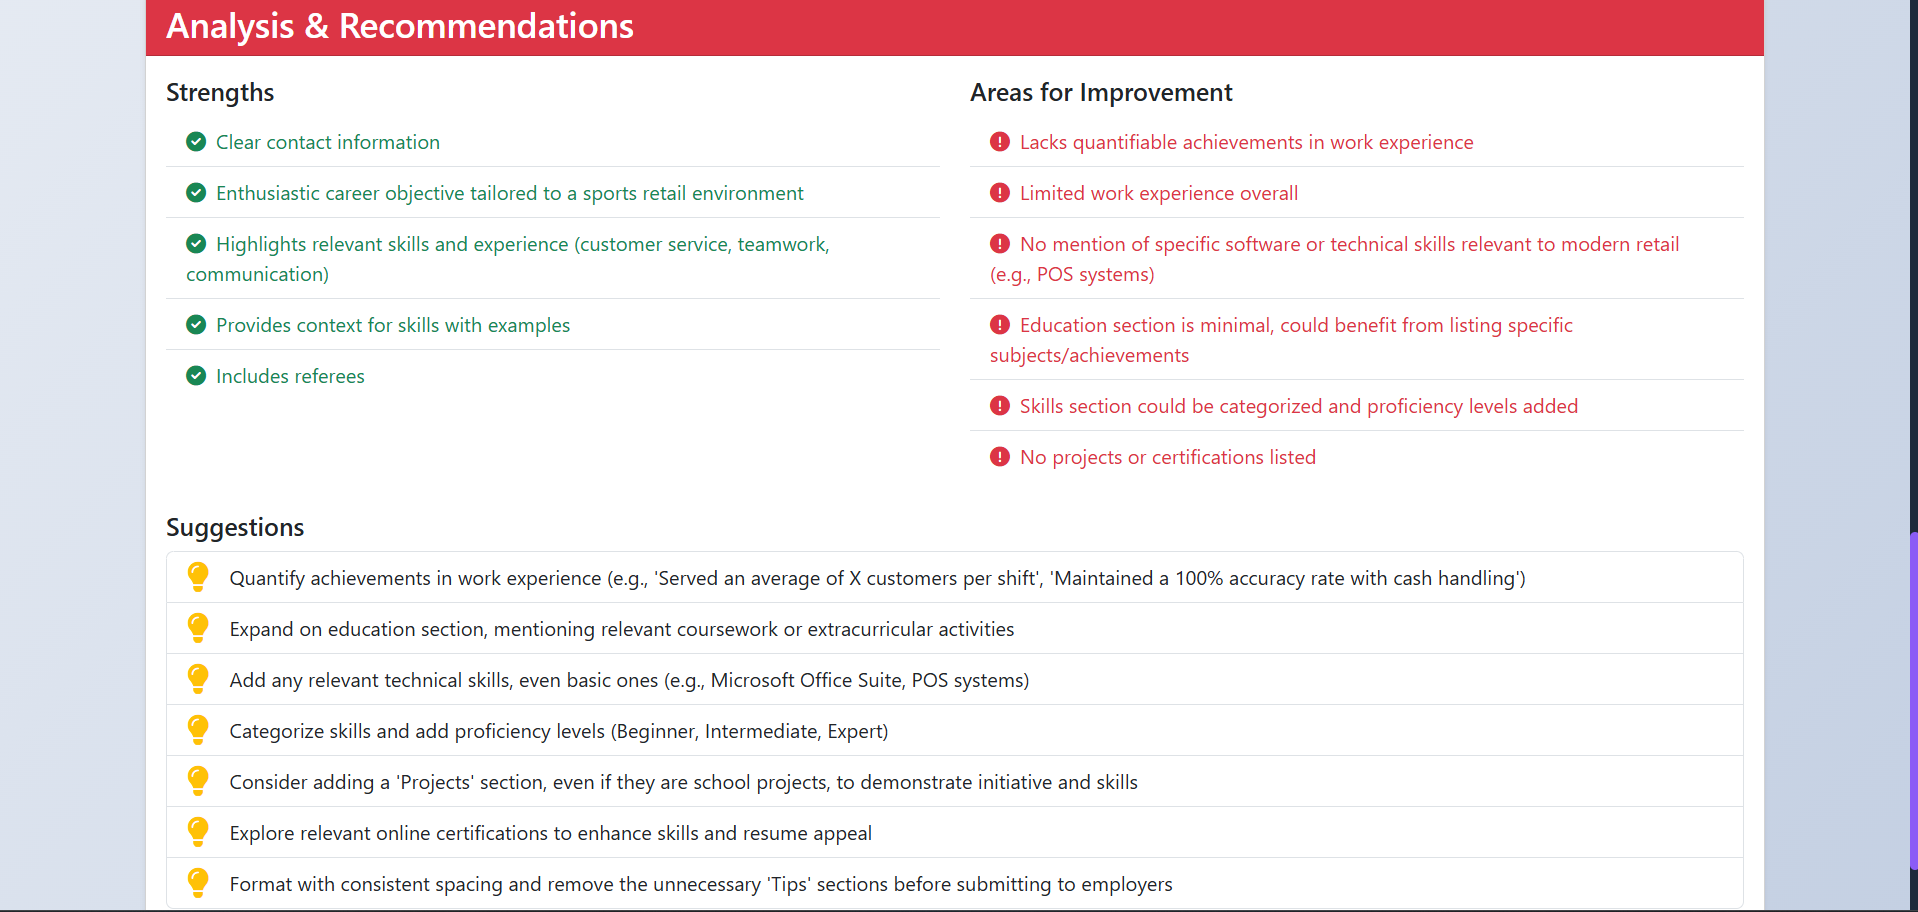 Analysis & Recommendations
Strengths
Clear contact information
Enthusiastic career objective tailored to a sports retail environment
Highlights relevant skills and experience (customer service, teamwork,
communication)
Provides context for skills with examples
Includes referees
Areas for Improvement
Lacks quantifiable achievements in work experience
Limited work experience overall
No mention of specific software or technical skills relevant to modern retail
(e.g., POS systems)
Education section is minimal, could benefit from listing specific
subjects/achievements
Skills section could be categorized and proficiency levels added
No projects or certifications listed
Suggestions
Quantify achievements in work experience (e.g., 'Served an average of X customers per shift', 'Maintained a 100% accuracy rate with cash handling')
Expand on education section, mentioning relevant coursework or extracurricular activities
Add any relevant technical skills, even basic ones (e.g., Microsoft Office Suite, POS systems)
Categorize skills and add proficiency levels (Beginner, Intermediate, Expert)
Consider adding a 'Projects' section, even if they are school projects, to demonstrate initiative and skills
Explore relevant online certifications to enhance skills and resume appeal
Format with consistent spacing and remove the unnecessary 'Tips' sections before submitting to employers